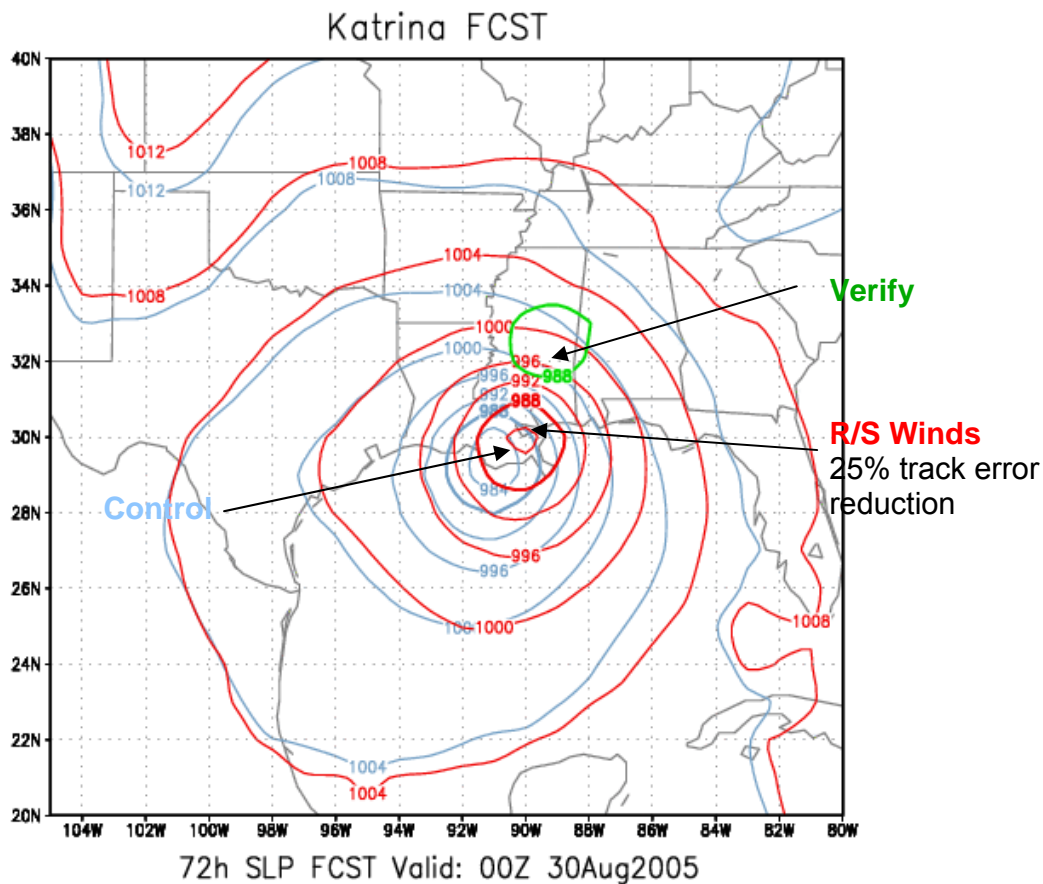 Katrina FCST
40N
38N
1012
1008
1012
1008
36N
1004
34N
1008
1004
Verify
1000
32N
1000
996
996
988
992
992
988
30N
R/S Winds
25% track error
reduction
984
Control
28N
996
996
26N
1008
1000
24N
22N
1004
1004
20N
104W 102W 100W 98W 96W 94W 92W 90W 88W 86W 84W 82W 80W
72h SLP FCST Valid: 00Z 30Aug2005